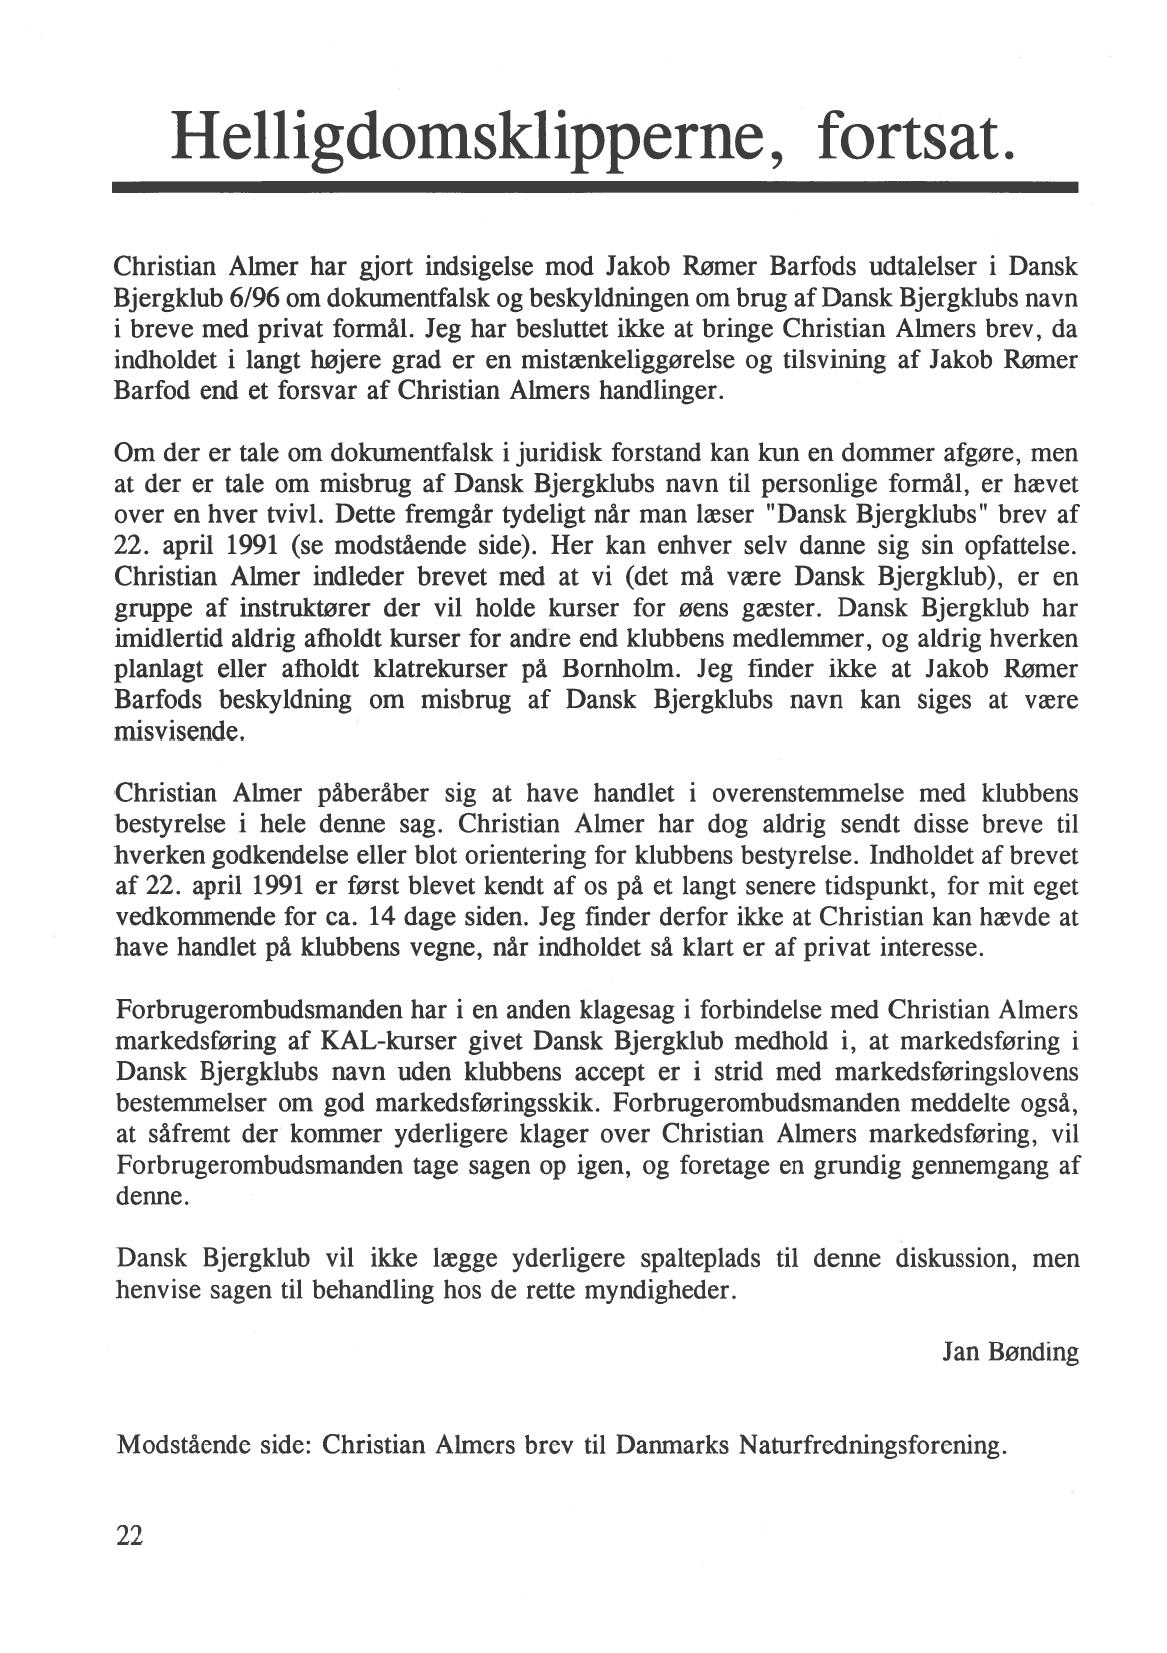 Helligdomsklipperne, fortsat.
Christian Almer har gjort indsigelse mod Jakob Rømer Barfods udtalelser i Dansk
Bjergklub 6/96 om dokumentfalsk og beskyldningen om brug af Dansk Bjergklubs navn
i breve med privat formål. Jeg har besluttet ikke at bringe Christian Almers brev, da
indholdet i langt højere grad er en mistænkeliggørelse og tilsvining af Jakob Rømer
Barfod end et forsvar af Christian Almers handlinger.
Om der er tale om dokumentfalsk i juridisk forstand kan kun en dommer afgøre, men
at der er tale om misbrug af Dansk Bjergklubs navn til personlige formål, er hævet
over en hver tvivl. Dette fremgår tydeligt når man læser "Dansk Bjergklubs" brev af
22. april 1991 (se modstående side). Her kan enhver selv danne sig sin opfattelse.
Christian Almer indleder brevet med at vi (det må være Dansk Bjergklub), er en
gruppe af instruktører der vil holde kurser for øens gæster. Dansk Bjergklub har
imidlertid aldrig afholdt kurser for andre end klubbens medlemmer, og aldrig hverken
planlagt eller afholdt klatrekurser på Bornholm. Jeg finder ikke at Jakob Rømer
Barfods beskyldning om misbrug af Dansk Bjergklubs navn kan siges at være
misvisende.
Christian Almer påberåber sig at have handlet i overenstemmelse med klubbens
bestyrelse i hele denne sag. Christian Almer har dog aldrig sendt disse breve til
hverken godkendelse eller blot orientering for klubbens bestyrelse. Indholdet af brevet
af 22. april 1991 er først blevet kendt af os på et langt senere tidspunkt, for mit eget
vedkommende for ca. 14 dage siden. Jeg finder derfor ikke at Christian kan hævde at
have handlet på klubbens vegne, når indholdet så klart er af privat interesse.
Forbrugerombudsmanden har i en anden klagesag i forbindelse med Christian Almers
markedsføring af KAL-kurser givet Dansk Bjergklub medhold i, at markedsføring i
Dansk Bjergklubs navn uden klubbens accept er i strid med markedsføringslovens
bestemmelser om god markedsføringsskik. Forbrugerombudsmanden meddelte også,
at såfremt der kommer yderligere klager over Christian Almers markedsføring, vil
Forbrugerombudsmanden tage sagen op igen, og foretage en grundig gennemgang af
denne.
Dansk Bjergklub vil ikke lægge yderligere spalteplads til denne diskussion, men
henvise sagen til behandling hos de rette myndigheder.
Jan Bønding
Modstående side: Christian Almers brev til Danmarks Naturfredningsforening.
22